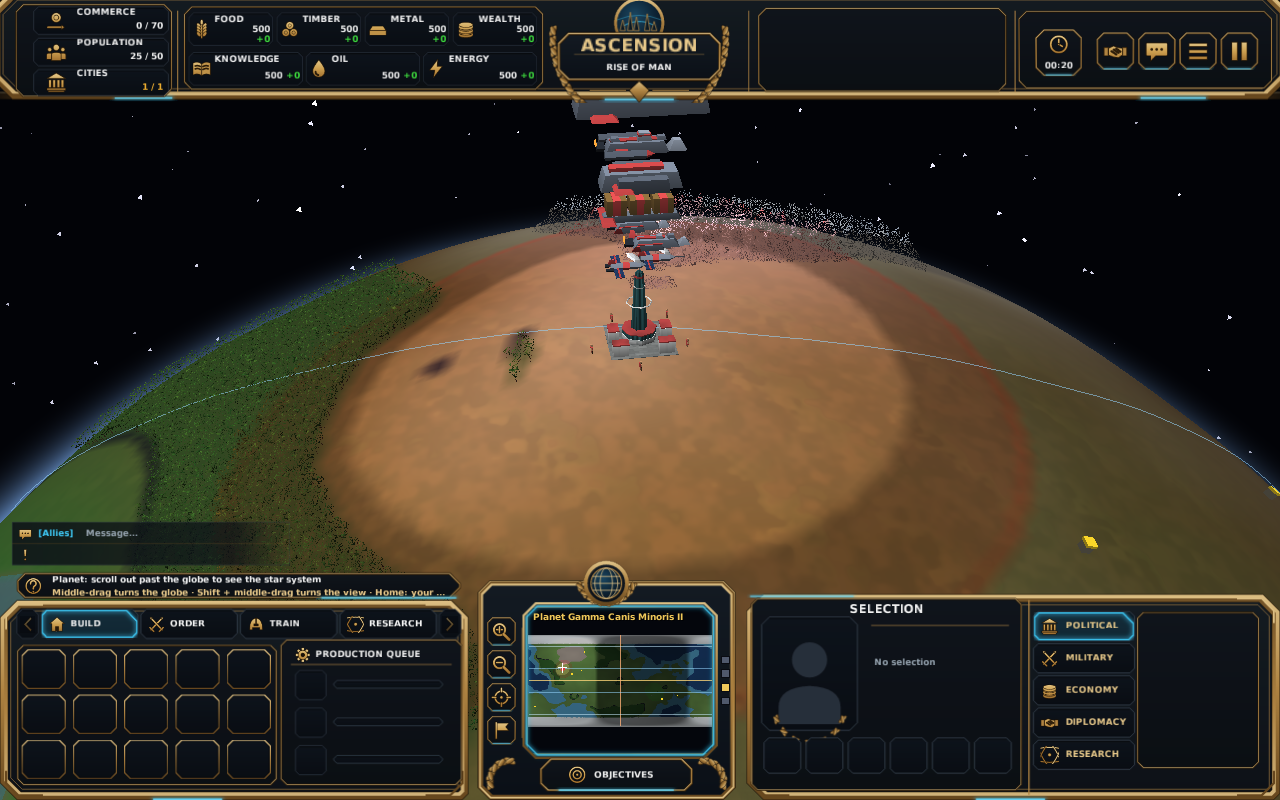 COMMERCE
0 / 70
POPULATION
25 / 50
CITIES
1 / 1
FOOD
500
+0
TIMBER
500
+0
METAL
500
+0
WEALTH
500
+0
KNOWLEDGE
500 +0
OIL
500 +0
ENERGY
500 +0
ASCENSION
RISE OF MAN
00:20
[Allies] Message...
!
Planet: scroll out past the globe to see the star system
Middle-drag turns the globe · Shift + middle-drag turns the view · Home: your ...
BUILD
ORDER
TRAIN
RESEARCH
PRODUCTION QUEUE
Planet Gamma Canis Minoris II
OBJECTIVES
SELECTION
No selection
POLITICAL
MILITARY
ECONOMY
DIPLOMACY
RESEARCH